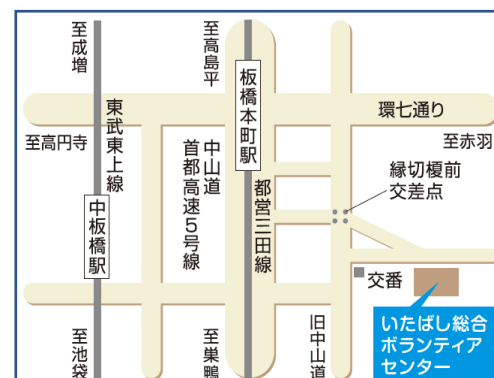 至成増
至高島平
板橋本町駅
環七通り
東武東上線
至高円寺
至赤羽
中山道
首都高速5号線
縁切榎前
交差点
都営三田線
中板橋駅
交番
いたばし総合
ボランティア
センター
至池袋
至巣鴨
旧中山道